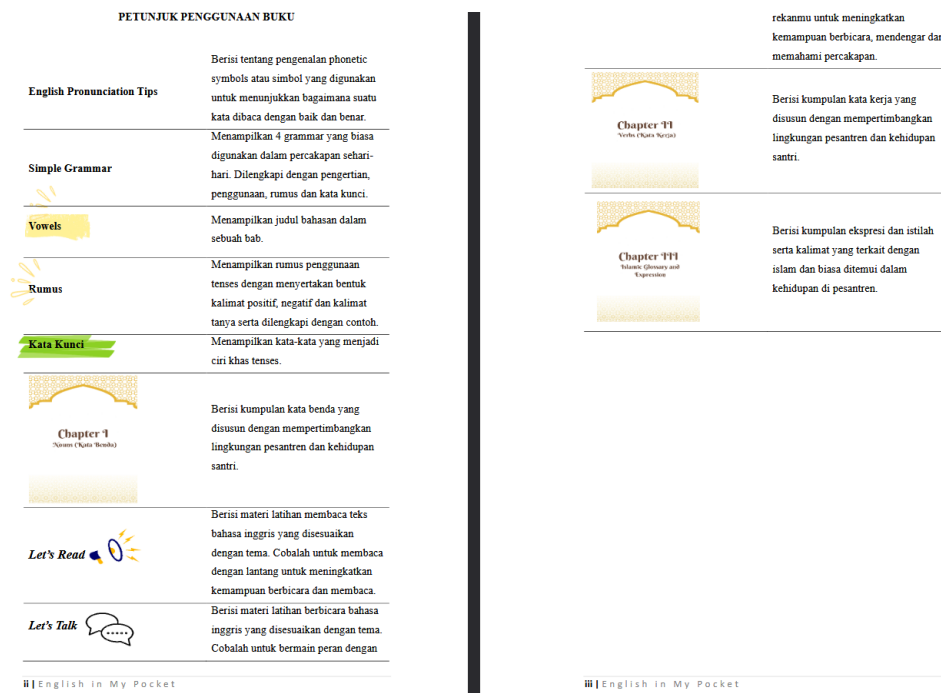 PETUNJUK PENGGUNAAN BUKU
English Pronunciation Tips
Berisi tentang pengenalan phonetic
symbols atau simbol yang digunakan
untuk menunjukkan bagaimana suatu
kata dibaca dengan baik dan benar.
Simple Grammar
Menampilkan 4 grammar yang biasa
digunakan dalam percakapan sehari-
hari. Dilengkapi dengan pengertian,
penggunaan, rumus dan kata kunci.
Vowels
Menampilkan judul bahasan dalam
sebuah bab.
Rumus
Menampilkan rumus penggunaan
tenses dengan menyertakan bentuk
kalimat positif, negatif dan kalimat
tanya serta dilengkapi dengan contoh.
Kata Kunci
Menampilkan kata-kata yang menjadi
ciri khas tenses.
Chapter I
Nouns (Kata Benda)
Berisi kumpulan kata benda yang
disusun dengan mempertimbangkan
lingkungan pesantren dan kehidupan
santri.
Let's Read
Berisi materi latihan membaca teks
bahasa inggris yang disesuaikan
dengan tema. Cobalah untuk membaca
dengan lantang untuk meningkatkan
kemampuan berbicara dan membaca.
Let's Talk
Berisi materi latihan berbicara bahasa
inggris yang disesuaikan dengan tema.
Cobalah untuk bermain peran dengan
ii | English in My Pocket
rekanmu untuk meningkatkan
kemampuan berbicara, mendengar dan
memahami percakapan.
Chapter II
Verbs (Kata Kerja)
Berisi kumpulan kata kerja yang
disusun dengan mempertimbangkan
lingkungan pesantren dan kehidupan
santri.
Chapter III
Islamic Glossary and
Expression
Berisi kumpulan ekspresi dan istilah
serta kalimat yang terkait dengan
islam dan biasa ditemui dalam
kehidupan di pesantren.
iii | English in My Pocket